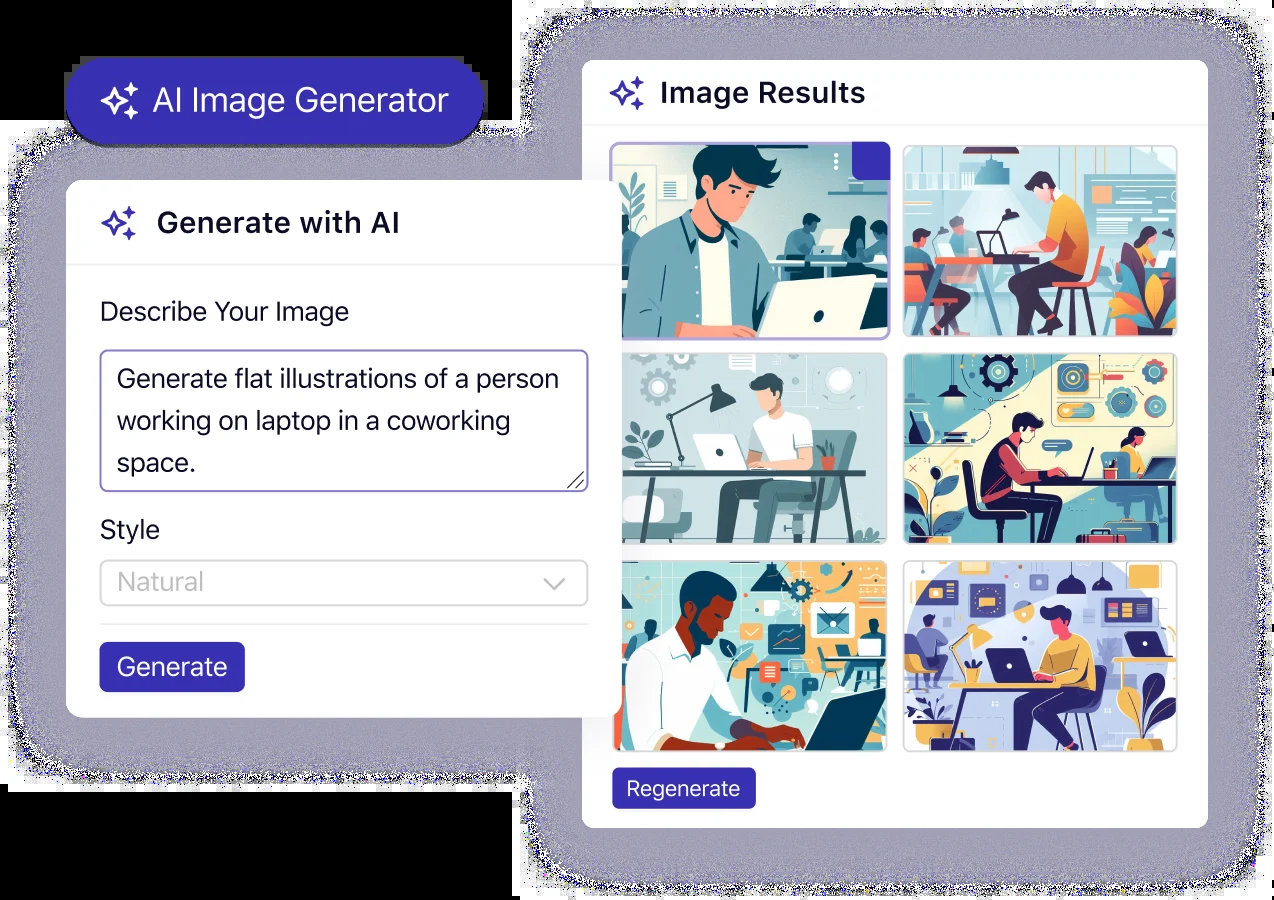 AI Image Generator
Generate with AI
Describe Your Image
Generate flat illustrations of a person
working on laptop in a coworking
space.
Style
Natural
Generate
Image Results
Regenerate